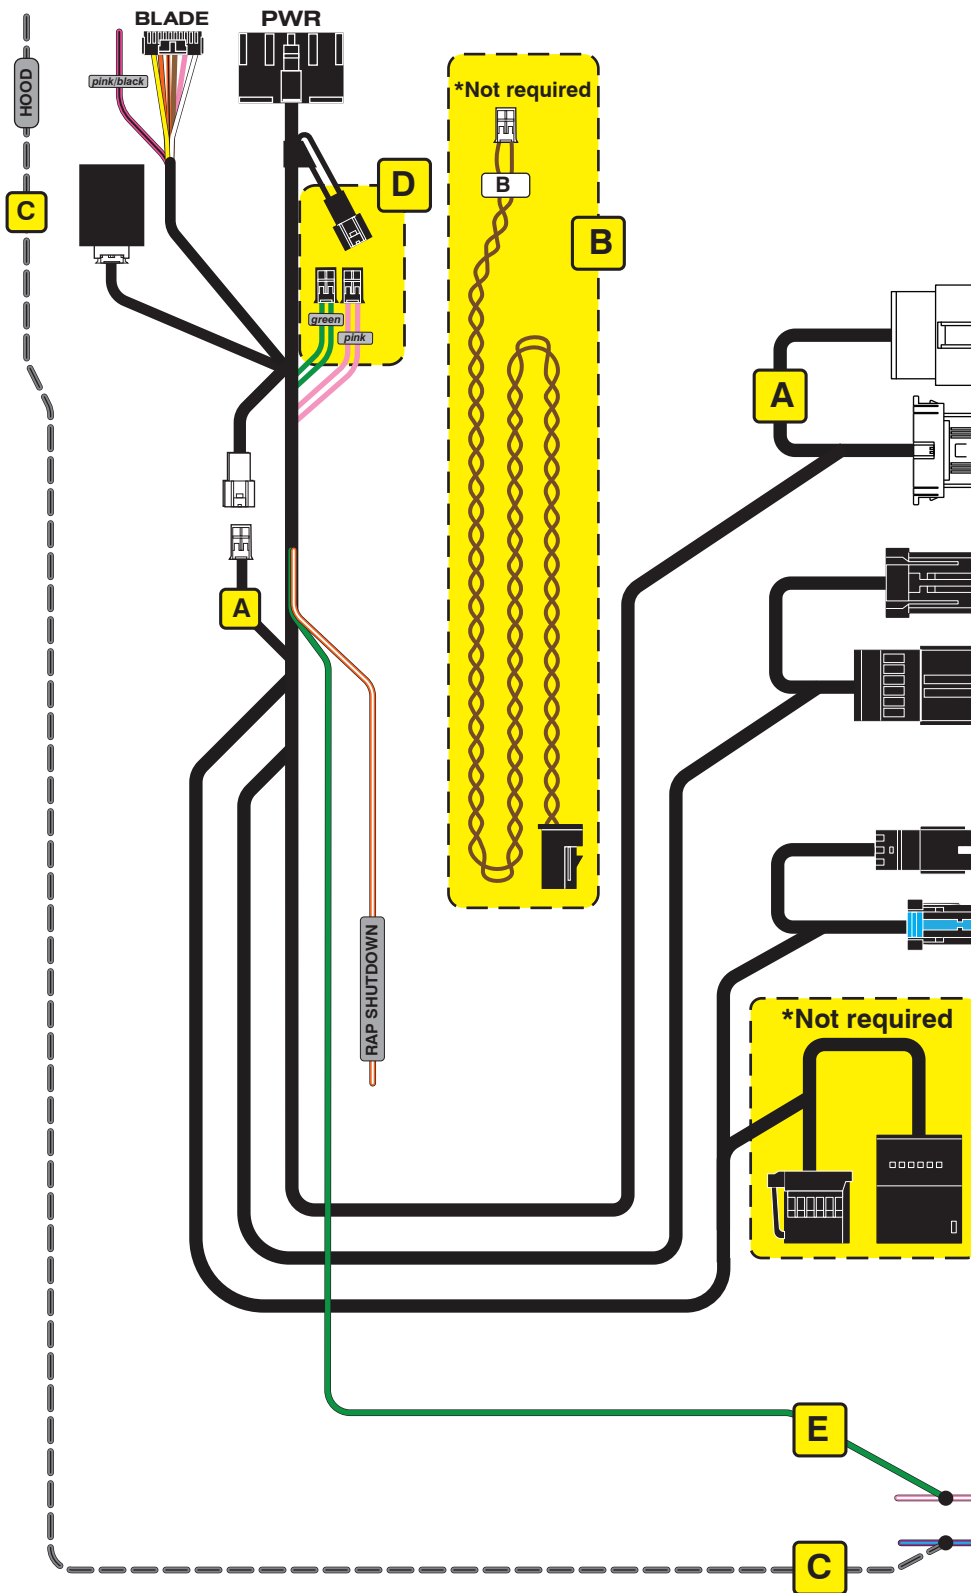 BLADE
PWR
HOOD
pink/black
*Not required
D
B
C
B
green
pink
A
A
RAP SHUTDOWN
*Not required
E
C